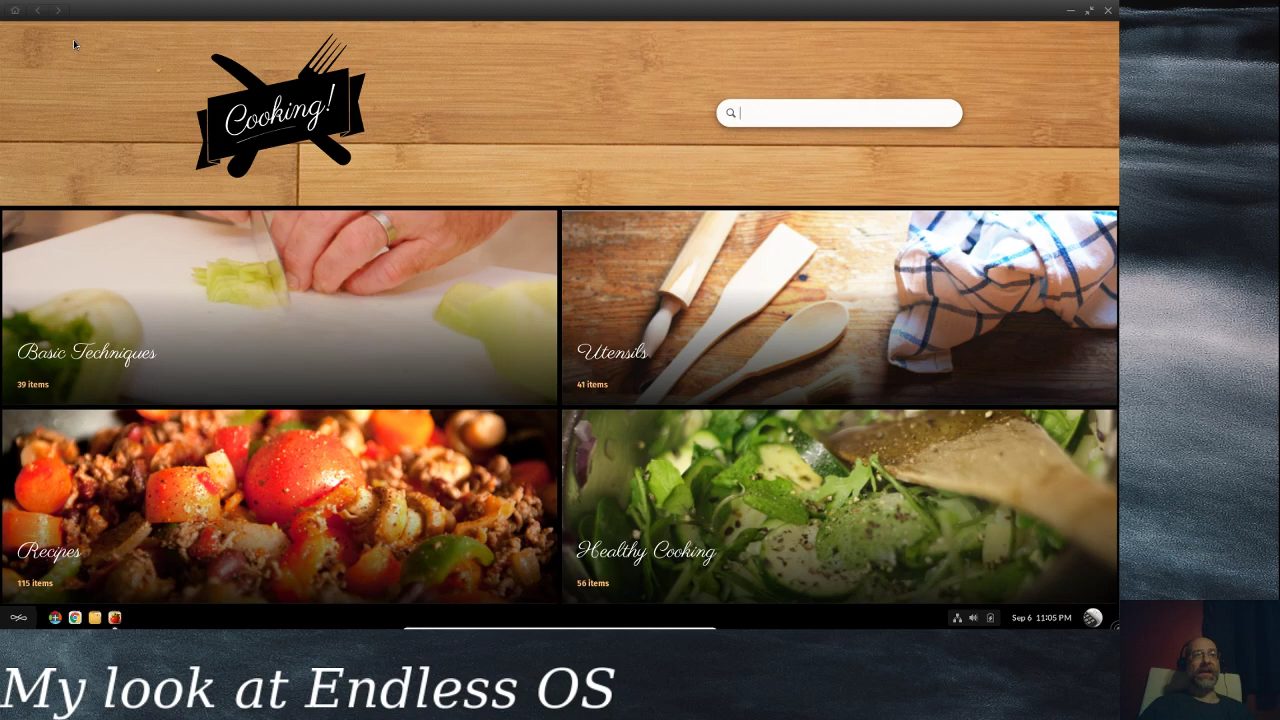 Cooking!
Basic Techniques
39 items
Utensils
41 items
Recipes
115 items
Healthy Cooking
56 items
Sep 6 11:05 PM
My look at Endless OS